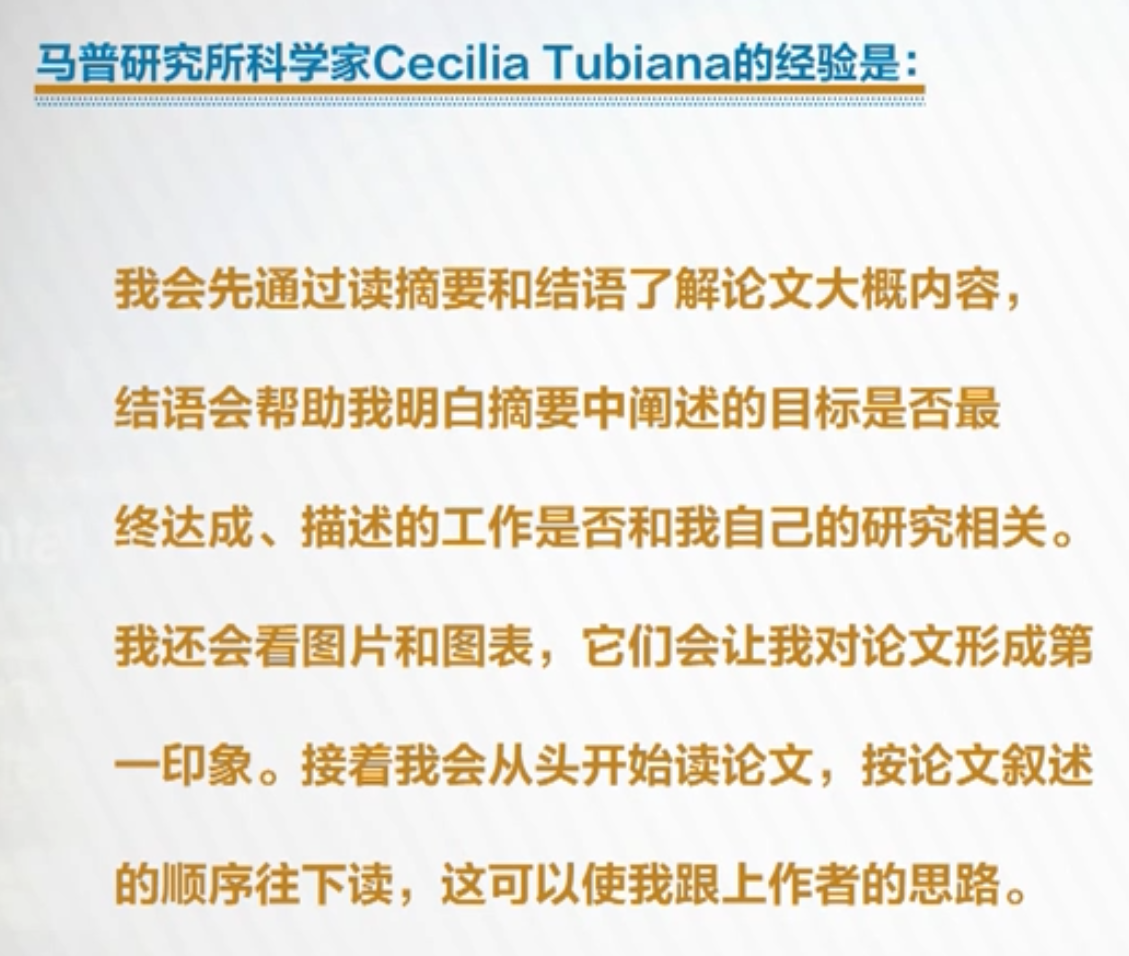 马普研究所科学家Cecilia Tubiana的经验是：
我会先通过读摘要和结语了解论文大概内容，
结语会帮助我明白摘要中阐述的目标是否最
终达成、描述的工作是否和我自己的研究相关。
我还会看图片和图表，它们会让我对论文形成第
一印象。接着我会从头开始读论文，按论文叙述
的顺序往下读，这可以使我跟上作者的思路。